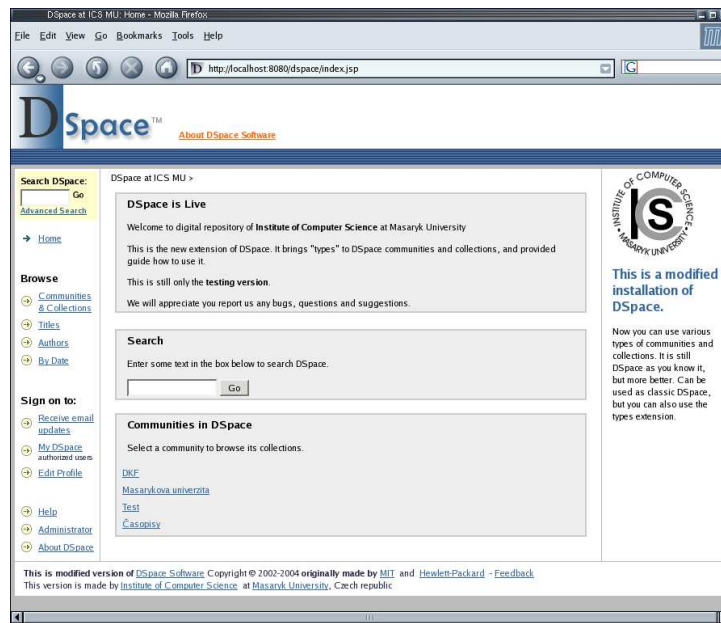 DSpace at ICS MU: Home - Mozilla Firefox
File Edit View Go Bookmarks Tools Help
http://localhost:8080/dspace/index.jsp
G
DSpace™
About DSpace Software
Search DSpace:
Go
Advanced Search
Home
Browse
Communities
& Collections
Titles
Authors
By Date
Sign on to:
Receive email
updates
My DSpace
authorized users
Edit Profile
Help
Administrator
About DSpace
DSpace at ICS MU >
DSpace is Live
Welcome to digital repository of Institute of Computer Science at Masaryk University
This is the new extension of DSpace. It brings "types" to DSpace communities and collections, and provided
guide how to use it.
This is still only the testing version.
We will appreciate you report us any bugs, questions and suggestions.
Search
Enter some text in the box below to search DSpace.
Go
Communities in DSpace
Select a community to browse its collections.
DKF
Masarykova univerzita
Test
Časopisy
INSTITUTE OF COMPUTER SCIENCE
ICS
MASARYK UNIVERSITY
This is a modified
installation of
DSpace.
Now you can use various
types of communities and
collections. It is still
DSpace as you know it,
but more better. Can be
used as classic DSpace,
but you can also use the
types extension.
This is modified version of DSpace Software Copyright © 2002-2004 originally made by MIT and Hewlett-Packard - Feedback
This version is made by Institute of Computer Science at Masaryk University, Czech republic